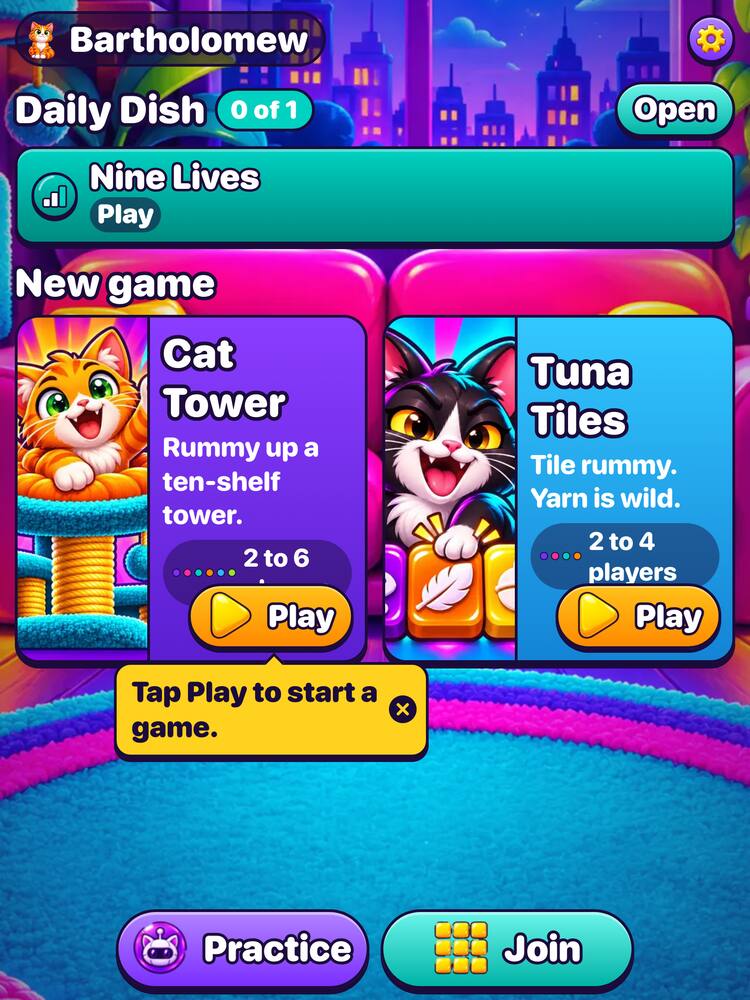 Bartholomew
Daily Dish
0 of 1
Open
Nine Lives
Play
New game
Cat
Tower
Rummy up a
ten-shelf
tower.
2 to 6
Play
Tuna
Tiles
Tile rummy.
Yarn is wild.
2 to 4
players
Play
Tap Play to start a
game.
Practice
Join